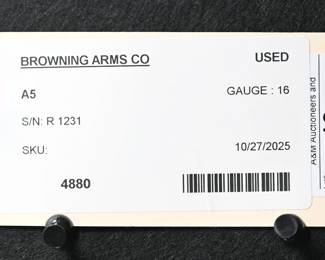 BROWNING ARMS CO USED
A5 GAUGE : 16
S/N: R 1231
SKU: 10/27/2025
4880
A&M Auctioneers and